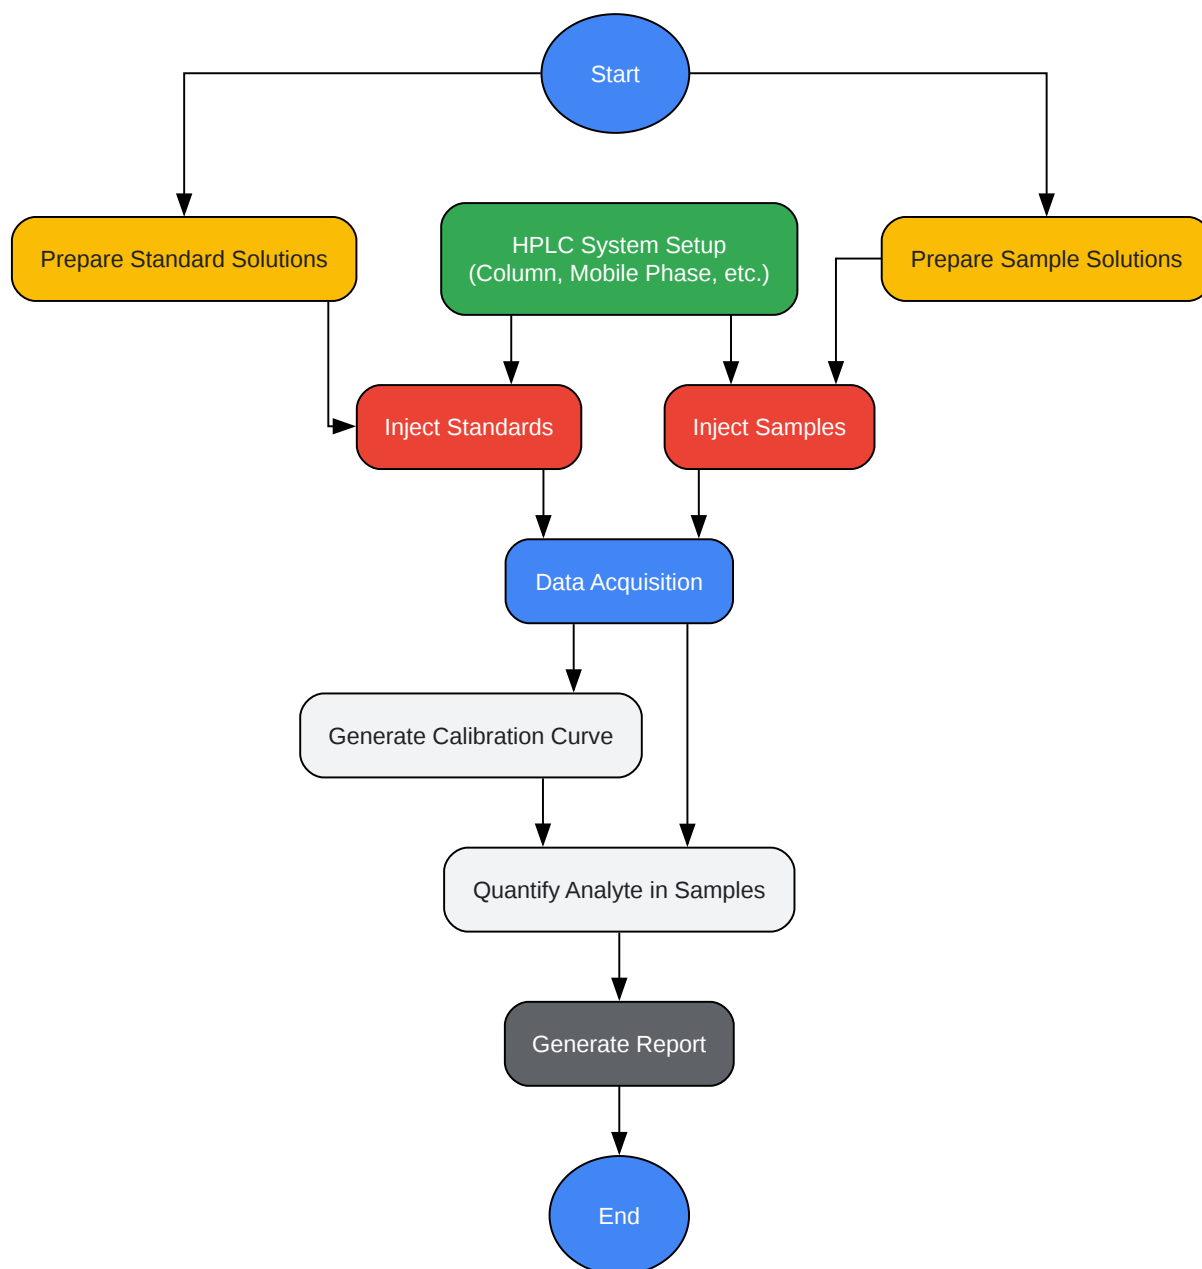 Start
Prepare Standard Solutions
HPLC System Setup
(Column, Mobile Phase, etc.)
Prepare Sample Solutions
Inject Standards
Inject Samples
Data Acquisition
Generate Calibration Curve
Quantify Analyte in Samples
Generate Report
End